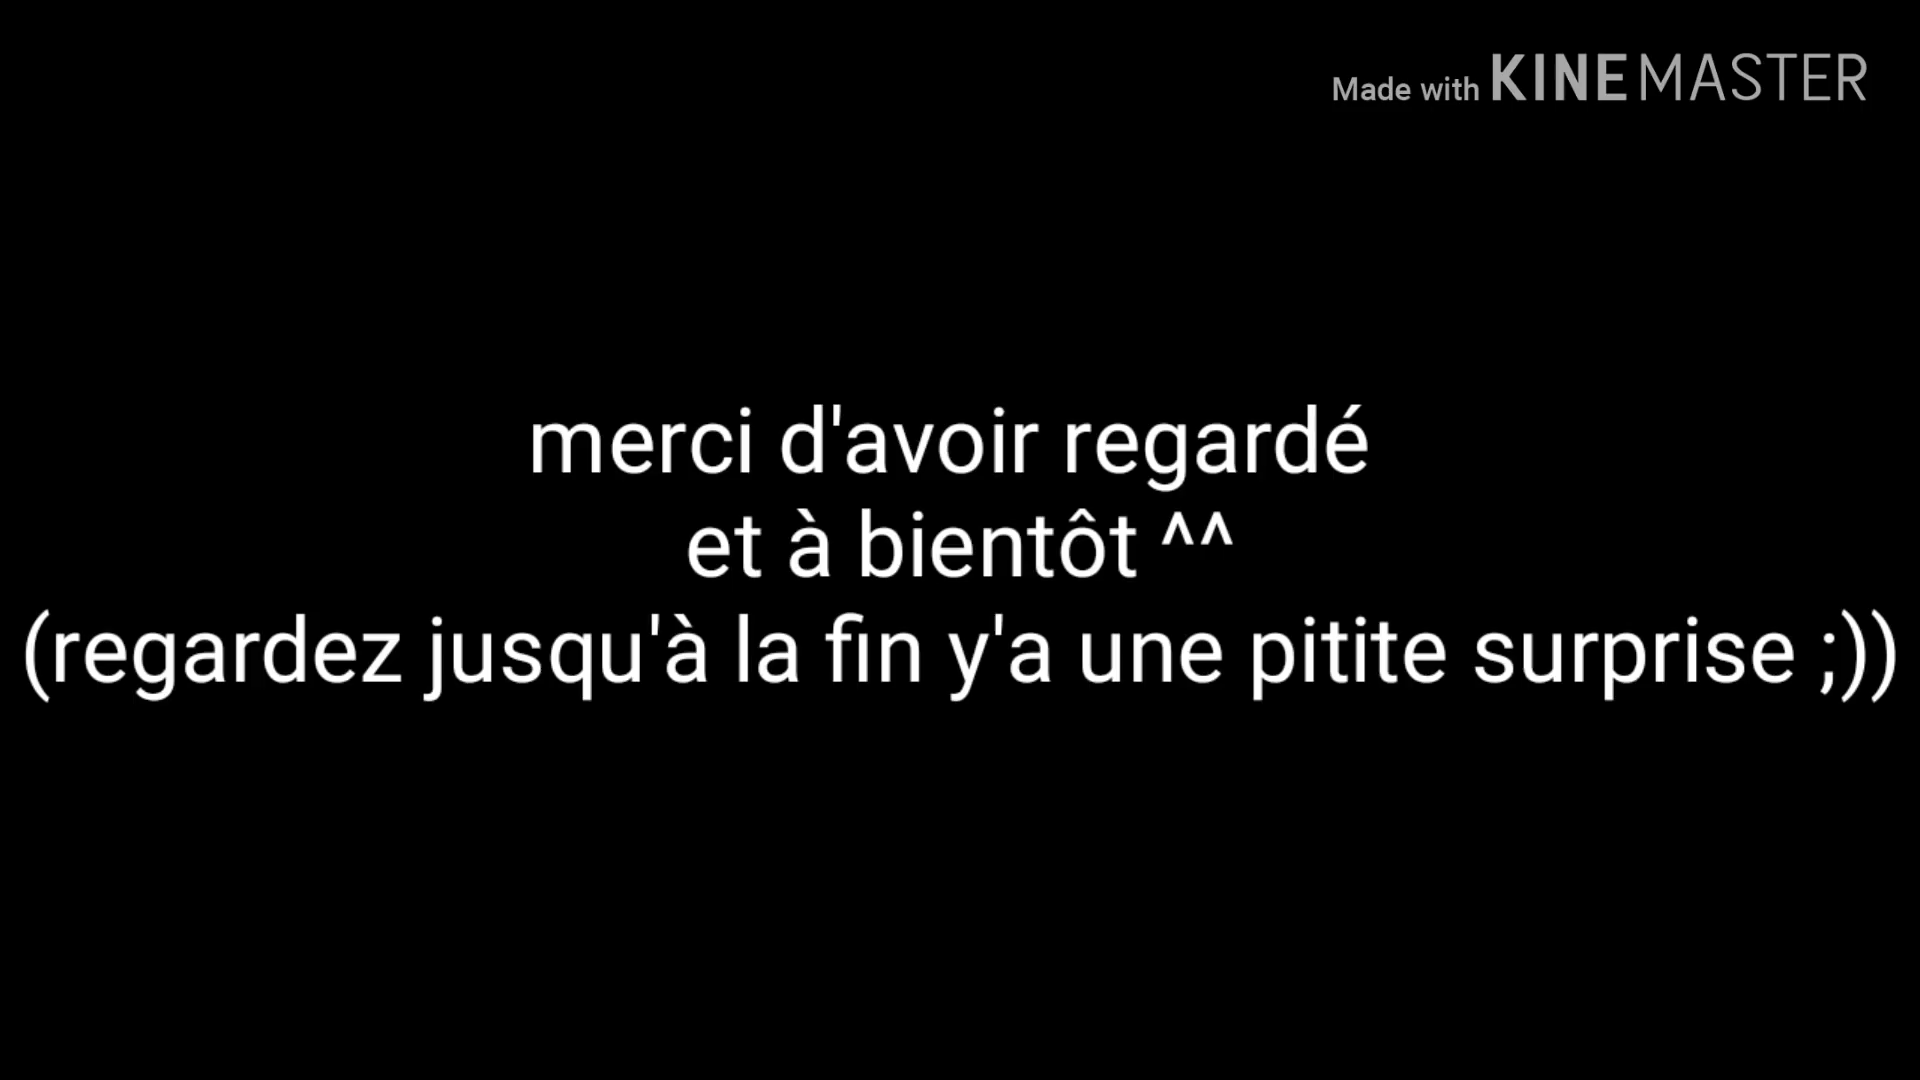 Made with KINEMASTER
merci d'avoir regardé
et à bientôt ^^
(regardez jusqu'à la fin y'a une pitite surprise ;))